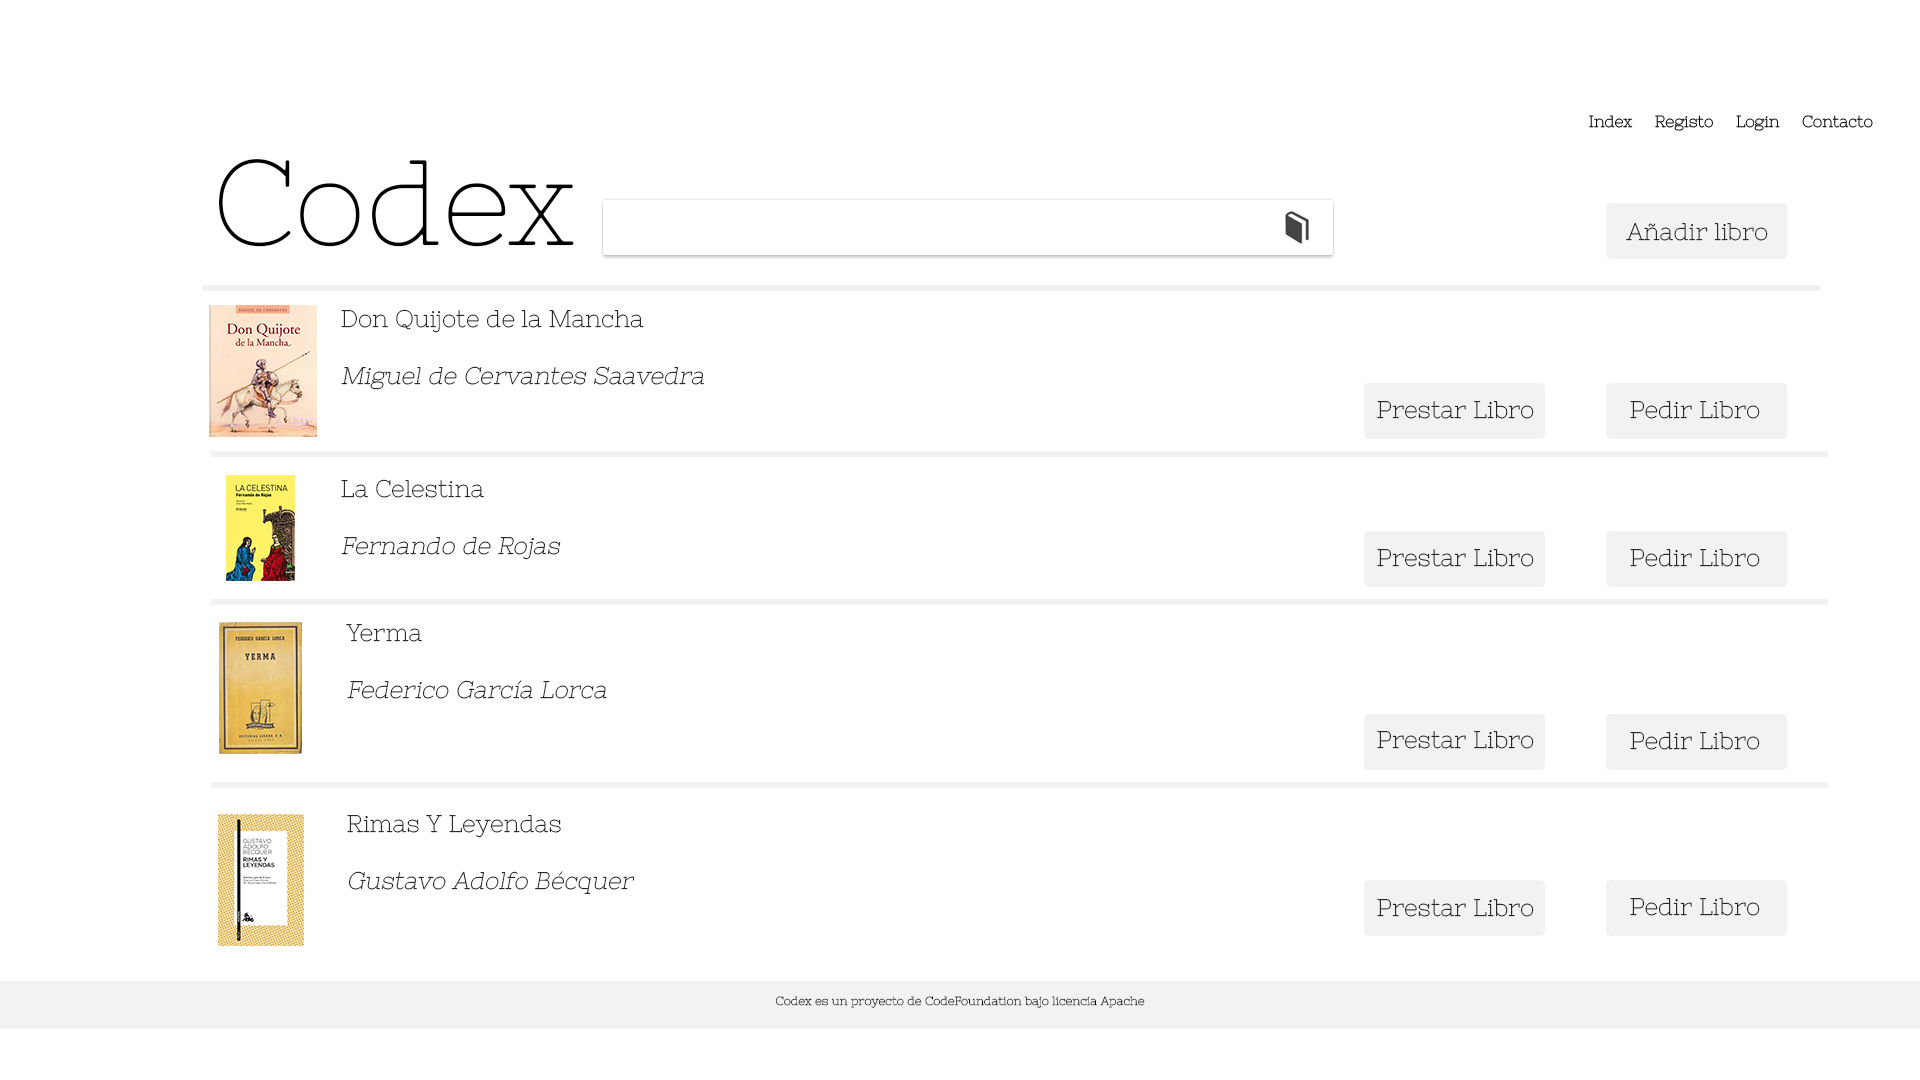 Index Registo Login Contacto
Codex
Añadir libro
MIGUEL DE CERVANTES
Don Quijote
de la Mancha
Don Quijote de la Mancha
Miguel de Cervantes Saavedra
Prestar Libro Pedir Libro
LA CELESTINA
Fernando de Rojas
La Celestina
Fernando de Rojas
Prestar Libro Pedir Libro
FEDERICO GARCÍA LORCA
YERMA
EDITORIAL LOSADA S.A.
Yerma
Federico García Lorca
Prestar Libro Pedir Libro
GUSTAVO
ADOLFO
BÉCQUER
RIMAS Y
LEYENDAS
Rimas Y Leyendas
Gustavo Adolfo Bécquer
Prestar Libro Pedir Libro
Codex es un proyecto de CodeFoundation bajo licencia Apache